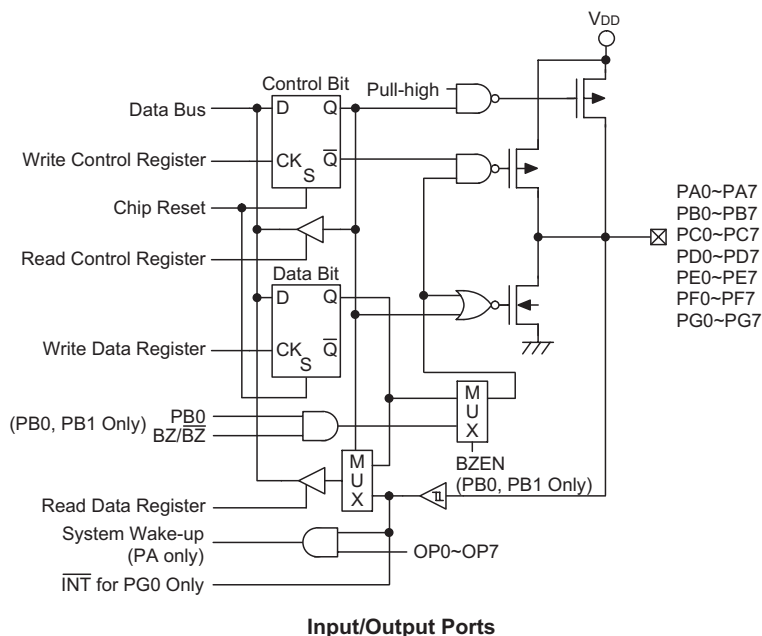 VDD
Control Bit
Pull-high
Data Bus
D Q
Write Control Register
CK Q̅
S
Chip Reset
Read Control Register
PA0~PA7
PB0~PB7
PC0~PC7
PD0~PD7
PE0~PE7
PF0~PF7
PG0~PG7
Data Bit
D Q
Write Data Register
CK Q̅
S
(PB0, PB1 Only)
PB0
BZ/B̅Z̅
M
U
X
BZEN
(PB0, PB1 Only)
M
U
X
Read Data Register
System Wake-up
(PA only)
OP0~OP7
I̅N̅T̅ for PG0 Only
Input/Output Ports